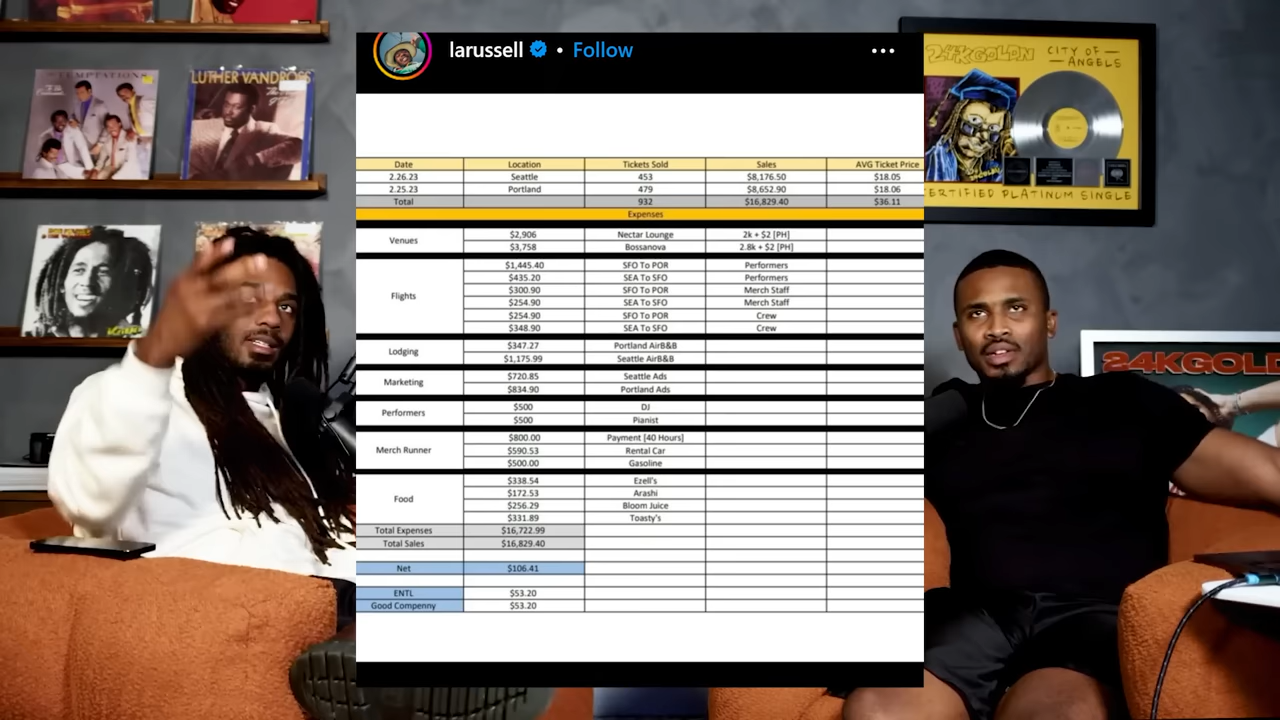 THE TEMPTATIONS
LUTHER VANDROSS
larussell • Follow
24KGOLDN CITY OF ANGELS
CERTIFIED PLATINUM SINGLE
24KGOLD
Date Location Tickets Sold Sales AVG Ticket Price
2.26.23 Seattle 453 $8,176.50 $18.05
2.25.23 Portland 479 $8,652.90 $18.06
Total 932 $16,829.40 $36.11
Expenses
Venues $2,906 Nectar Lounge 2k + $2 [PH]
$3,758 Bossanova 2.8k + $2 [PH]
Flights $1,445.40 SFO To POR Performers
$435.20 SEA To SFO Performers
$300.90 SFO To POR Merch Staff
$254.90 SEA To SFO Merch Staff
$254.90 SFO To POR Crew
$348.90 SEA To SFO Crew
Lodging $347.27 Portland AirB&B
$1,175.99 Seattle AirB&B
Marketing $720.85 Seattle Ads
$834.90 Portland Ads
Performers $500 DJ
$500 Pianist
Merch Runner $800.00 Payment [40 Hours]
$590.53 Rental Car
$500.00 Gasoline
Food $338.54 Ezell's
$172.53 Arashi
$256.29 Bloom Juice
$331.89 Toasty's
Total Expenses $16,722.99
Total Sales $16,829.40
Net $106.41
ENTL $53.20
Good Compenny $53.20